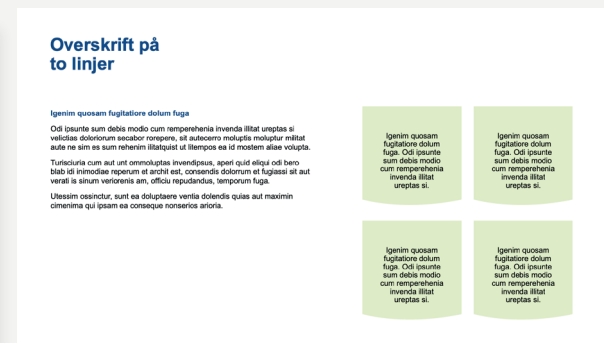 Overskrift på
to linjer
Igenim quosam fugitatiore dolum fuga
Odi ipsunte sum debis modio cum remperehenia invenda illitat ureptas si
velictias doloriorum secabor rorepere, sit autecerro moluptis moluptur militat
aute ne sim es sum rehenim ilitatquist ut litempos ea id mostem aliae volupta.
Turisciuria cum aut unt ommoluptas invendipsus, aperi quid eliqui odi bero
blab idi inimodiae reperum et archit est, consendis dolorrum et fugiassi sit aut
verati is sinum veriorenis am, officiu repudandus, temporum fuga.
Utessim ossinctur, sunt ea doluptaere ventia dolendis quias aut maximin
cimenima qui ipsam ea conseque nonserios arioria.
Igenim quosam
fugitatiore dolum
fuga. Odi ipsunte
sum debis modio
cum remperehenia
invenda illitat
ureptas si.
Igenim quosam
fugitatiore dolum
fuga. Odi ipsunte
sum debis modio
cum remperehenia
invenda illitat
ureptas si.
Igenim quosam
fugitatiore dolum
fuga. Odi ipsunte
sum debis modio
cum remperehenia
invenda illitat
ureptas si.
Igenim quosam
fugitatiore dolum
fuga. Odi ipsunte
sum debis modio
cum remperehenia
invenda illitat
ureptas si.